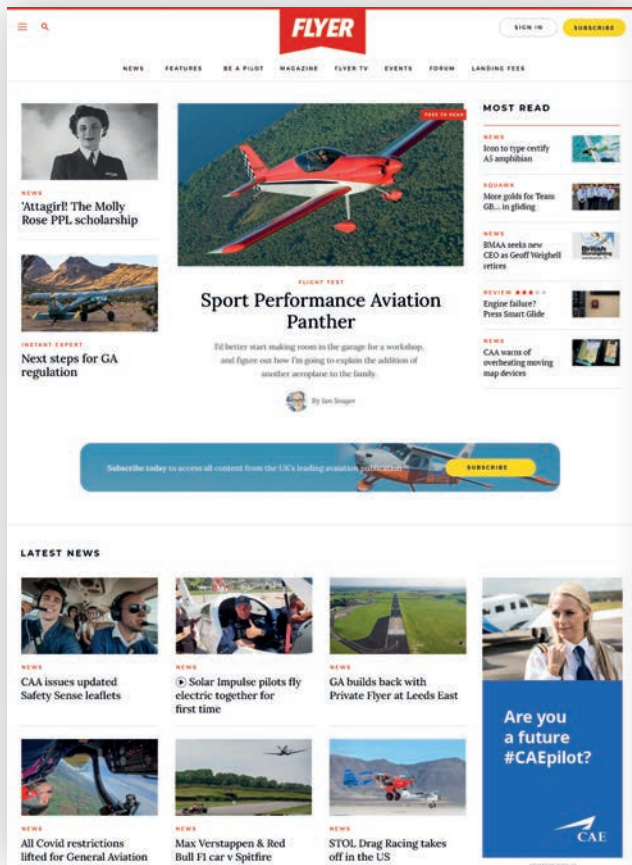 FLYER
SIGN IN
SUBSCRIBE
NEWS
FEATURES
BE A PILOT
MAGAZINE
FLYER TV
EVENTS
FORUM
LANDING FEES
NEWS
'Attagirl! The Molly
Rose PPL scholarship
INSTANT EXPERT
Next steps for GA
regulation
FREE TO READ
FLIGHT TEST
Sport Performance Aviation
Panther
I'd better start making room in the garage for a workshop,
and figure out how I'm going to explain the addition of
another aeroplane to the family.
By Ian Seager
MOST READ
NEWS
Icon to type certify
A5 amphibian
SQUAWK
More golds for Team
GB... in gliding
NEWS
BMAA seeks new
CEO as Geoff Weighell
retires
REVIEW
Engine failure?
Press Smart Glide
NEWS
CAA warns of
overheating moving
map devices
Subscribe today to access all content from the UK's leading avaiation publication
SUBSCRIBE
LATEST NEWS
NEWS
CAA issues updated
Safety Sense leaflets
NEWS
Solar Impulse pilots fly
electric together for
first time
NEWS
GA builds back with
Private Flyer at Leeds East
NEWS
All Covid restrictions
lifted for General Aviation
NEWS
Max Verstappen & Red
Bull F1 car v Spitfire
NEWS
STOL Drag Racing takes
off in the US
Are you
a future
#CAEpilot?
CAE